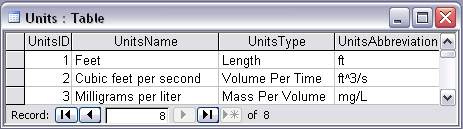 Units : Table
UnitsID UnitsName UnitsType UnitsAbbreviation
1 Feet Length ft
2 Cubic feet per second Volume Per Time ft^3/s
3 Milligrams per liter Mass Per Volume mg/L
Record: 8 of 8